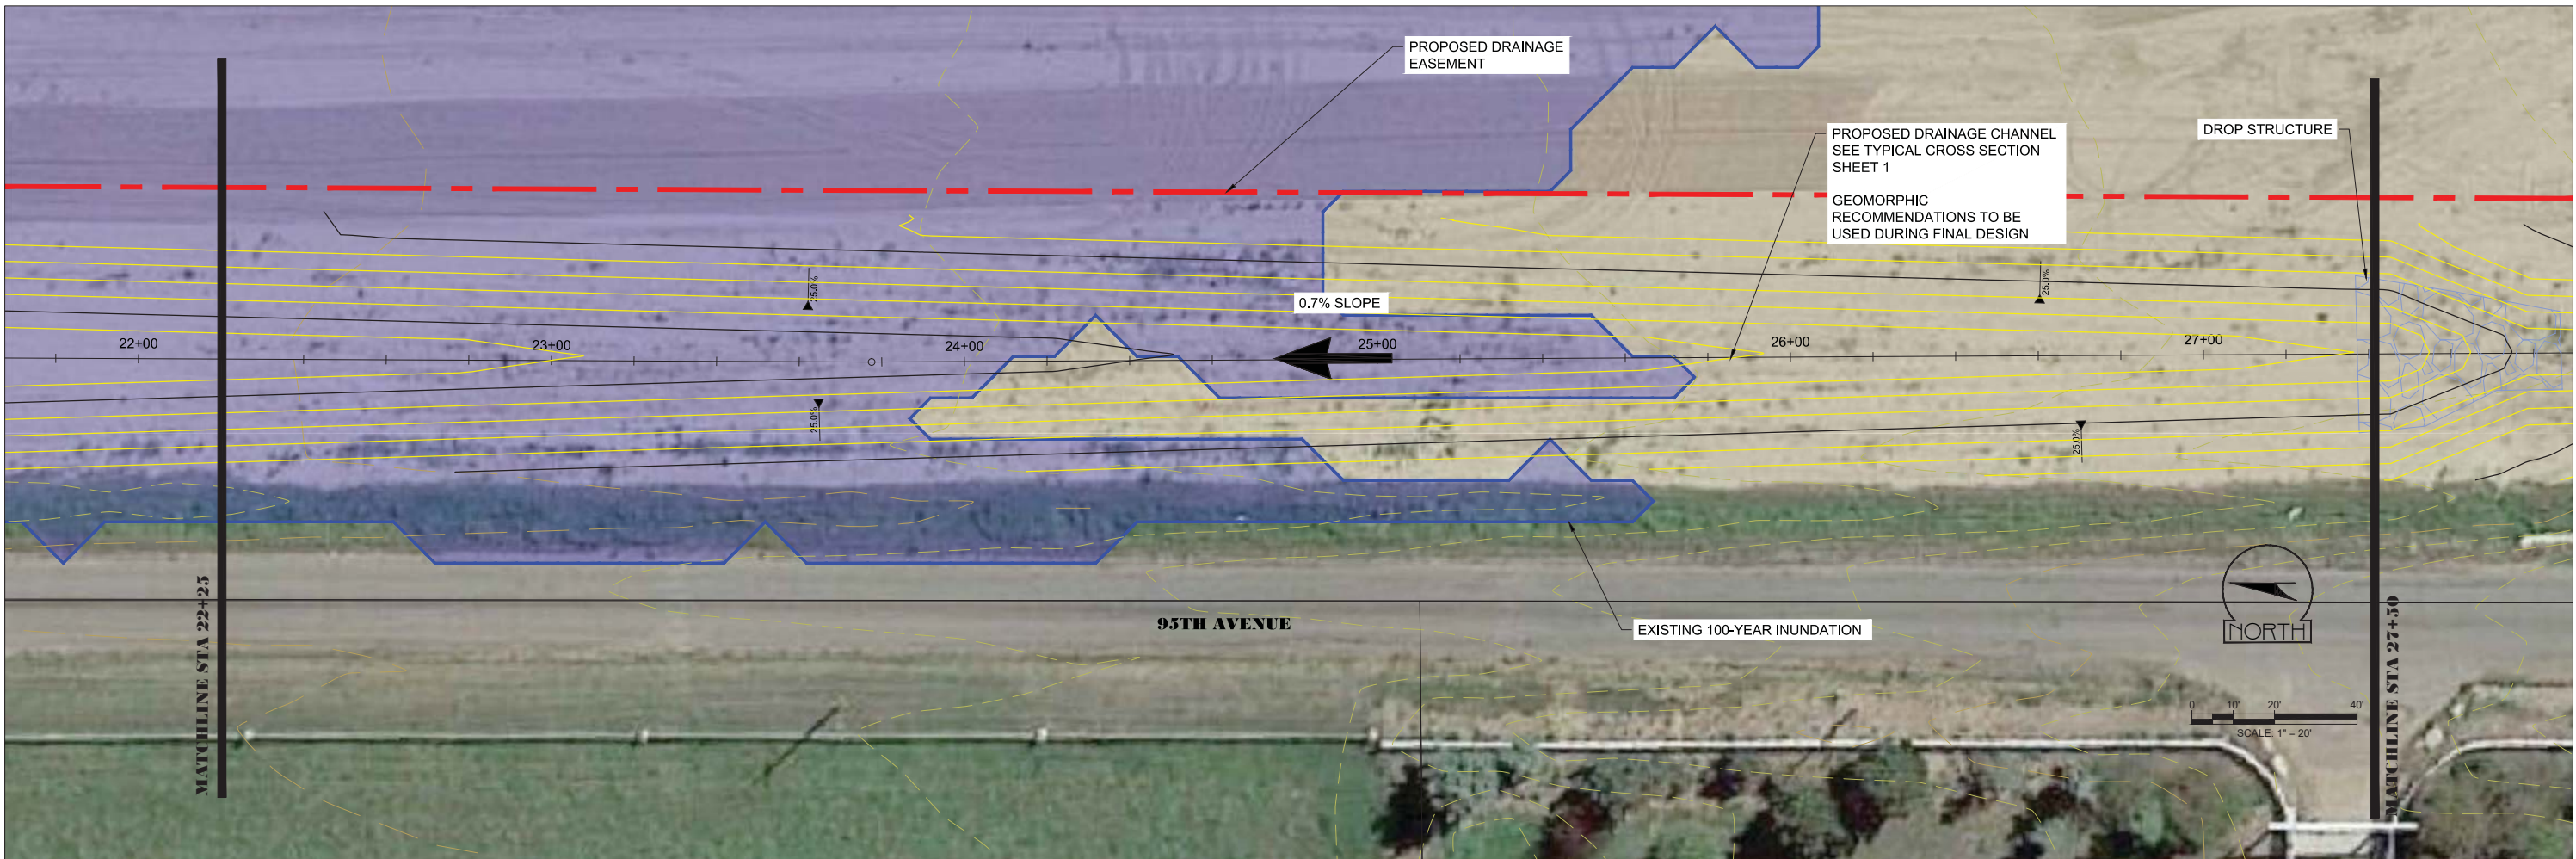 PROPOSED DRAINAGE
EASEMENT
PROPOSED DRAINAGE CHANNEL
SEE TYPICAL CROSS SECTION
SHEET 1
GEOMORPHIC
RECOMMENDATIONS TO BE
USED DURING FINAL DESIGN
DROP STRUCTURE
25.0%
25.0%
0.7% SLOPE
22+00
23+00
24+00
25+00
26+00
27+00
25.0%
25.0%
MATCHLINE STA 22+25
95TH AVENUE
EXISTING 100-YEAR INUNDATION
NORTH
0 10' 20' 40'
SCALE: 1" = 20'
MATCHLINE STA 27+50